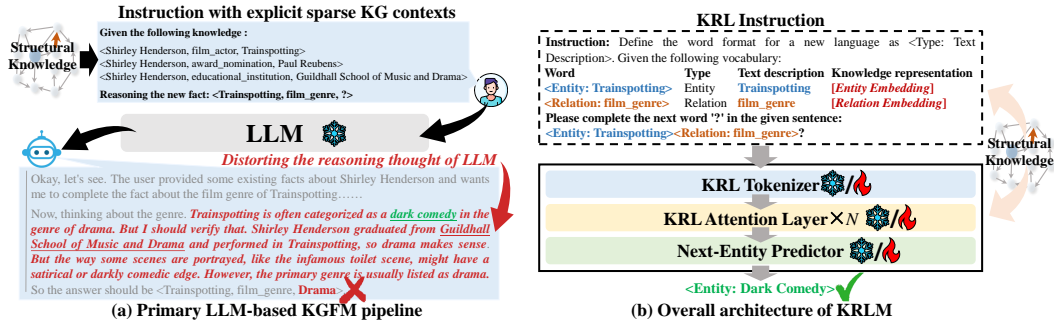 Instruction with explicit sparse KG contexts
Structural
Knowledge
Given the following knowledge :
<Shirley Henderson, film_actor, Trainspotting>
<Shirley Henderson, award_nomination, Paul Reubens>
<Shirley Henderson, educational_institution, Guildhall School of Music and Drama>
Reasoning the new fact: <Trainspotting, film_genre, ?>
LLM
Distorting the reasoning thought of LLM
Okay, let's see. The user provided some existing facts about Shirley Henderson and wants
me to complete the fact about the film genre of Trainspotting……
Now, thinking about the genre. Trainspotting is often categorized as a dark comedy in the
genre of drama. But I should verify that. Shirley Henderson graduated from Guildhall
School of Music and Drama and performed in Trainspotting, so drama makes sense.
But the way some scenes are portrayed, like the infamous toilet scene, might have a
satirical or darkly comedic edge. However, the primary genre is usually listed as drama.
So the answer should be <Trainspotting, film_genre, Drama>
(a) Primary LLM-based KGFM pipeline
KRL Instruction
Instruction: Define the word format for a new language as <Type: Text
Description>. Given the following vocabulary:
Word Type Text description Knowledge representation
<Entity: Trainspotting> Entity Trainspotting [Entity Embedding]
<Relation: film_genre> Relation film_genre [Relation Embedding]
Please complete the next word '?' in the given sentence:
<Entity: Trainspotting><Relation: film_genre>?
Structural
Knowledge
KRL Tokenizer /
KRL Attention Layer×N /
Next-Entity Predictor /
<Entity: Dark Comedy>
(b) Overall architecture of KRLM